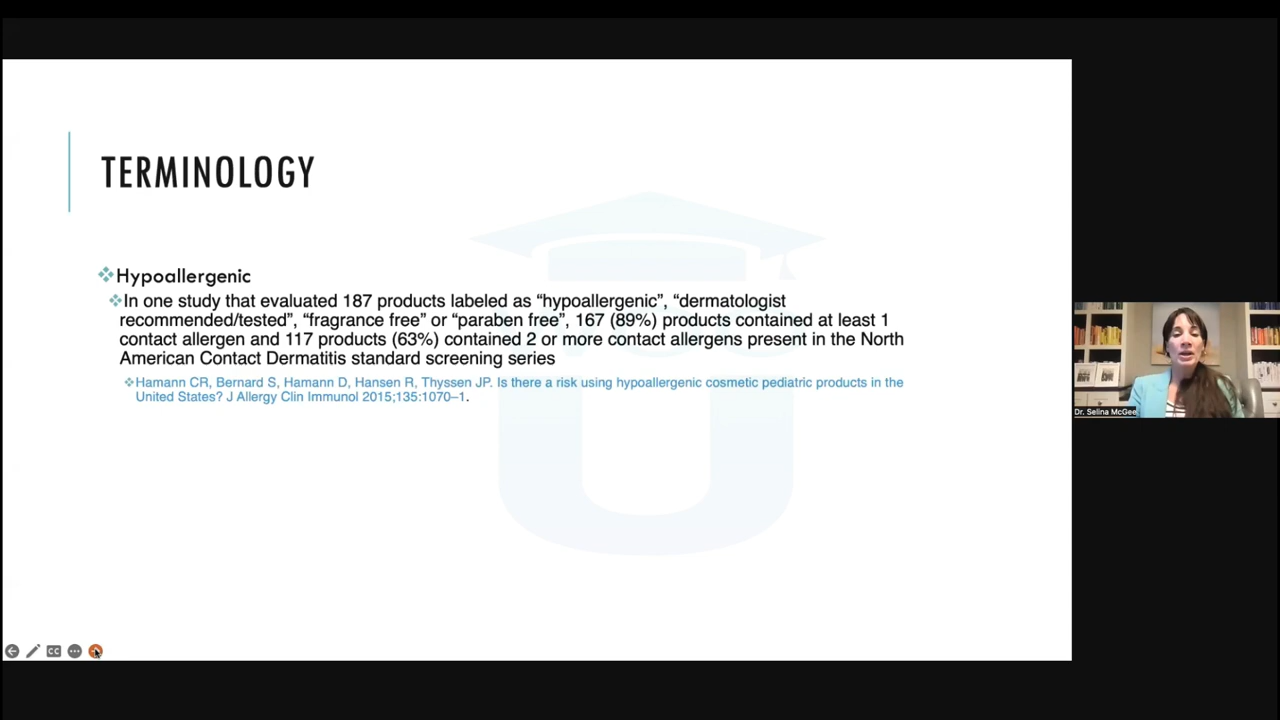 TERMINOLOGY
Hypoallergenic
In one study that evaluated 187 products labeled as “hypoallergenic”, “dermatologist
recommended/tested”, “fragrance free” or “paraben free”, 167 (89%) products contained at least 1
contact allergen and 117 products (63%) contained 2 or more contact allergens present in the North
American Contact Dermatitis standard screening series
Hamann CR, Bernard S, Hamann D, Hansen R, Thyssen JP. Is there a risk using hypoallergenic cosmetic pediatric products in the
United States? J Allergy Clin Immunol 2015;135:1070–1.
CC
Dr. Selina McGee